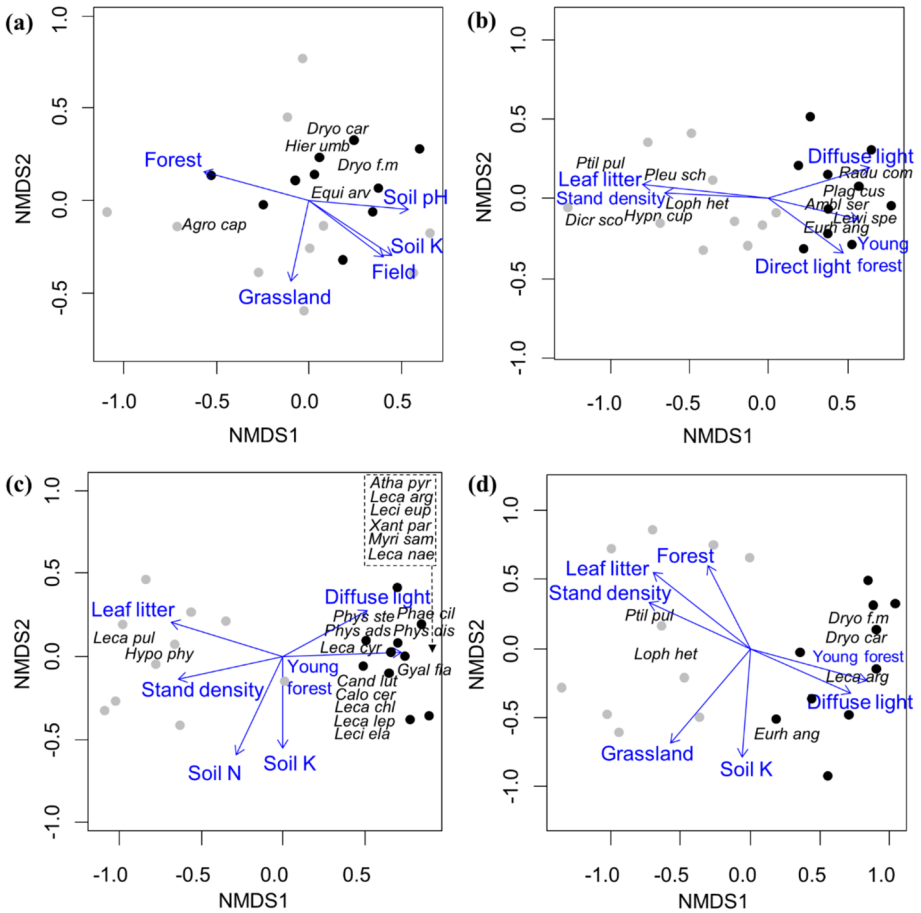 (a)
1.0
0.5
0.0
-0.5
NMDS2
Dryo car
Hier umb
Forest
Dryo f.m
Equi arv
Soil pH
Agro cap
Soil K
Field
Grassland
-1.0
-0.5
0.0
0.5
NMDS1
(b)
1.0
0.5
0.0
-0.5
-1.0
NMDS2
Diffuse light
Ptil pul
Pleu sch
Radu com
Leaf litter
Stand density
Loph het
Plag cus
Ambl ser
Dicr sco
Hypn cup
Lewi spe
Eurh ang
Young
forest
Direct light
-1.0
-0.5
0.0
0.5
NMDS1
(c)
1.0
0.5
0.0
-0.5
-1.0
NMDS2
Atha pyr
Leca arg
Leci eup
Xant par
Myri sam
Leca nae
Diffuse light
Leaf litter
Phys ste
Phae cil
Leca pul
Phys ads
Phys dis
Hypo phy
Leca cyr
Young
forest
Gyal fla
Stand density
Cand lut
Calo cer
Leca chl
Leca lep
Leci ela
Soil N
Soil K
-1.0
-0.5
0.0
0.5
NMDS1
(d)
1.0
0.5
0.0
-0.5
-1.0
NMDS2
Forest
Leaf litter
Stand density
Ptil pul
Dryo f.m
Dryo car
Loph het
Young forest
Leca arg
Diffuse light
Eurh ang
Grassland
Soil K
-1.0
-0.5
0.0
0.5
1.0
NMDS1